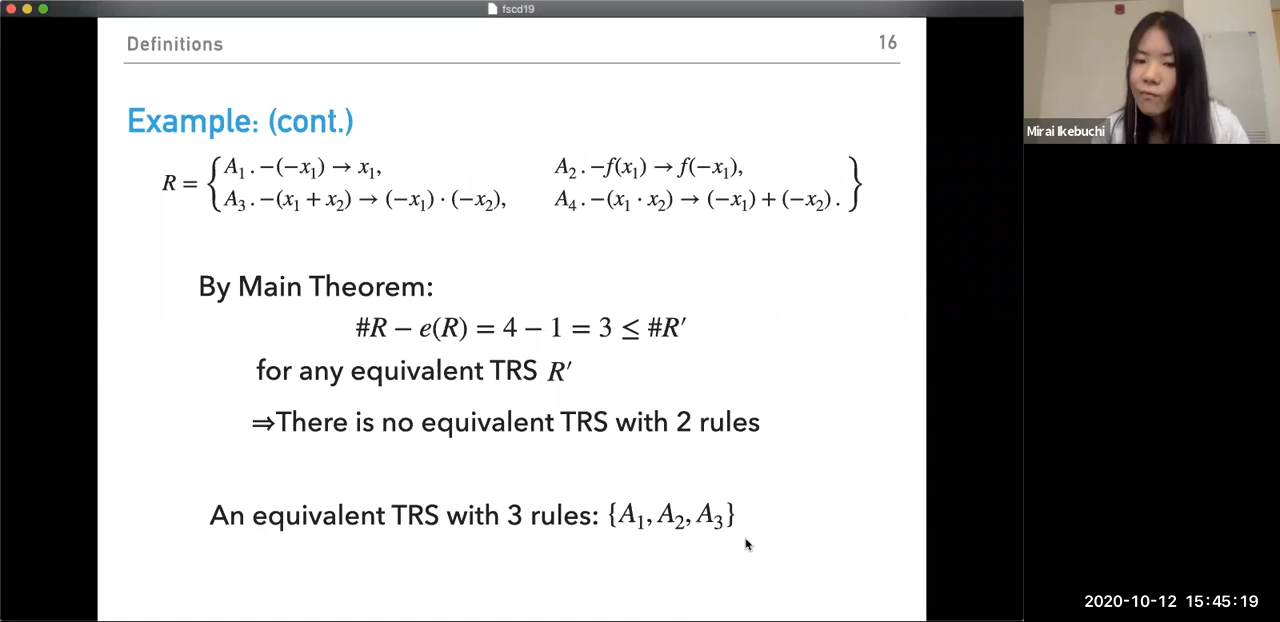 fscd19
Definitions 16
Example: (cont.)
R = { A₁ . −(−x₁) → x₁, A₂ . −f(x₁) → f(−x₁),
A₃ . −(x₁ + x₂) → (−x₁) · (−x₂), A₄ . −(x₁ · x₂) → (−x₁) + (−x₂) . }
By Main Theorem:
#R − e(R) = 4 − 1 = 3 ≤ #R′
for any equivalent TRS R′
⇒There is no equivalent TRS with 2 rules
An equivalent TRS with 3 rules: {A₁, A₂, A₃}
Mirai Ikebuchi
2020-10-12 15:45:19